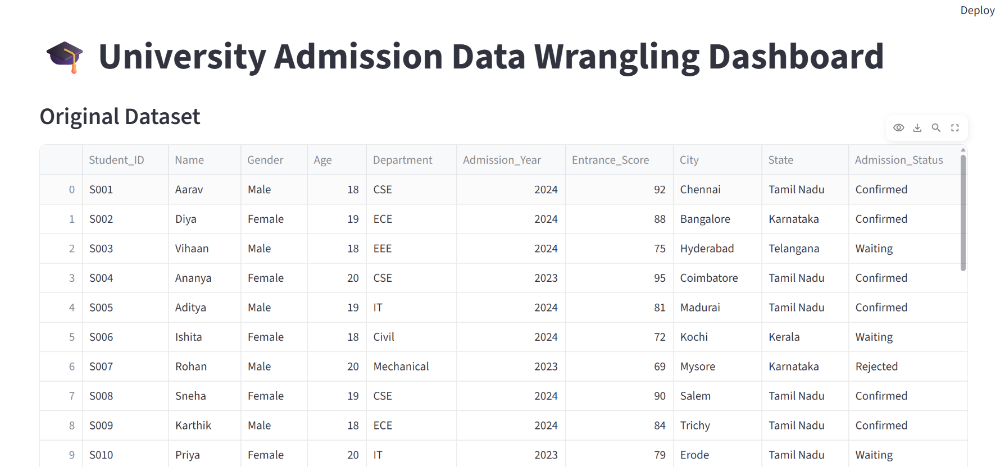 Deploy
University Admission Data Wrangling Dashboard
Original Dataset
Student_ID Name Gender Age Department Admission_Year Entrance_Score City State Admission_Status
0 S001 Aarav Male 18 CSE 2024 92 Chennai Tamil Nadu Confirmed
1 S002 Diya Female 19 ECE 2024 88 Bangalore Karnataka Confirmed
2 S003 Vihaan Male 18 EEE 2024 75 Hyderabad Telangana Waiting
3 S004 Ananya Female 20 CSE 2023 95 Coimbatore Tamil Nadu Confirmed
4 S005 Aditya Male 19 IT 2024 81 Madurai Tamil Nadu Confirmed
5 S006 Ishita Female 18 Civil 2024 72 Kochi Kerala Waiting
6 S007 Rohan Male 20 Mechanical 2023 69 Mysore Karnataka Rejected
7 S008 Sneha Female 19 CSE 2024 90 Salem Tamil Nadu Confirmed
8 S009 Karthik Male 18 ECE 2024 84 Trichy Tamil Nadu Confirmed
9 S010 Priya Female 20 IT 2023 79 Erode Tamil Nadu Waiting